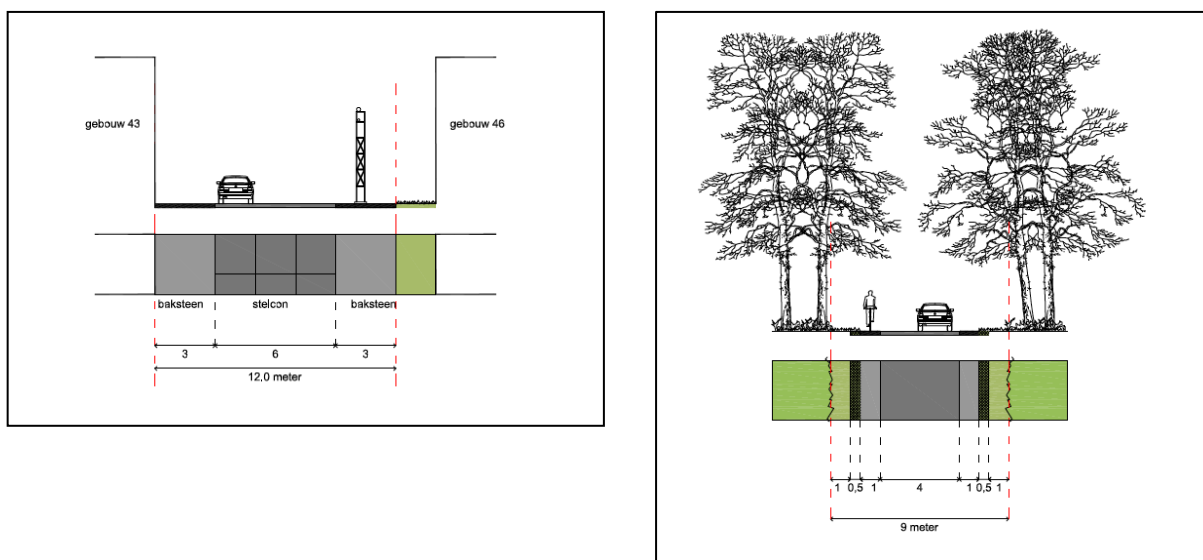 gebouw 43
gebouw 46
baksteen stelcon baksteen
3 6 3
12,0 meter
1 0,5 1 4 1 0,5 1
9 meter